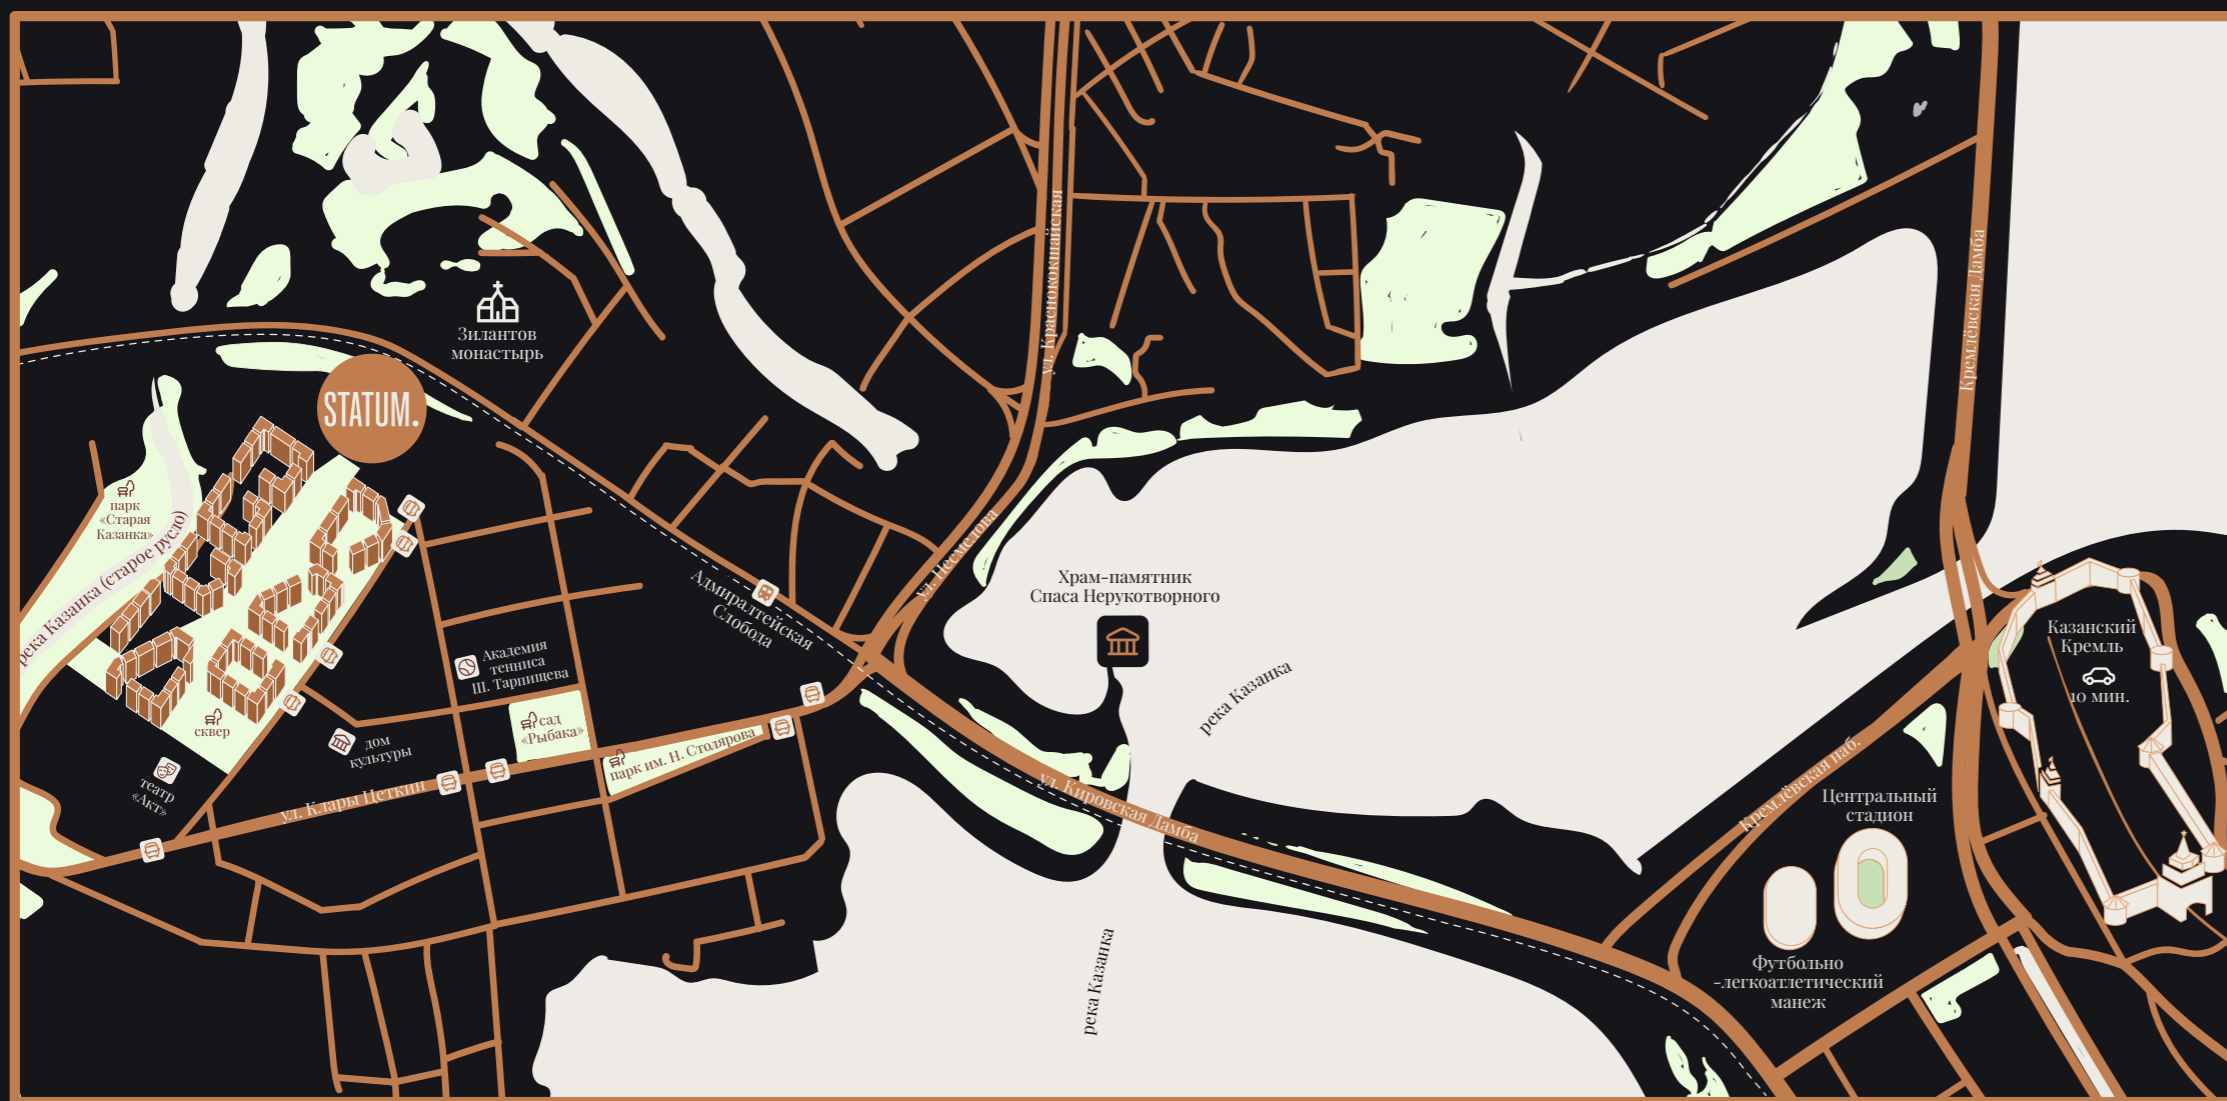 Зилантов
монастырь
STATUM.
ул. Краснококшайская
Кремлёвская Дамба
парк
«Старая
Казанка»
река Казанка (старое русло)
Адмиралтейская
Слобода
ул. Несмелова
Храм-памятник
Спаса Нерукотворного
река Казанка
Казанский
Кремль
10 мин.
Академия
тенниса
Ш. Тарпищева
сквер
сад
«Рыбака»
дом
культуры
парк им. Н. Столярова
театр
«Акт»
ул. Клары Цеткин
ул. Кировская Дамба
Кремлёвская наб.
Центральный
стадион
река Казанка
Футбольно
-легкоатлетический
манеж